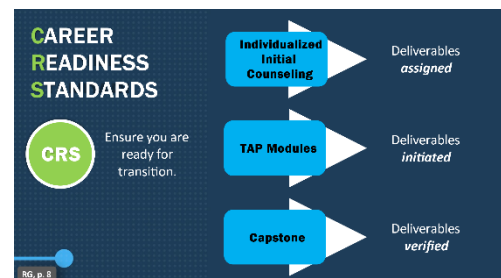 CAREER
READINESS
STANDARDS
CRS
Ensure you are
ready for
transition.
Individualized
Initial
Counseling
Deliverables
assigned
TAP Modules
Deliverables
initiated
Capstone
Deliverables
verified
RG, p. 8